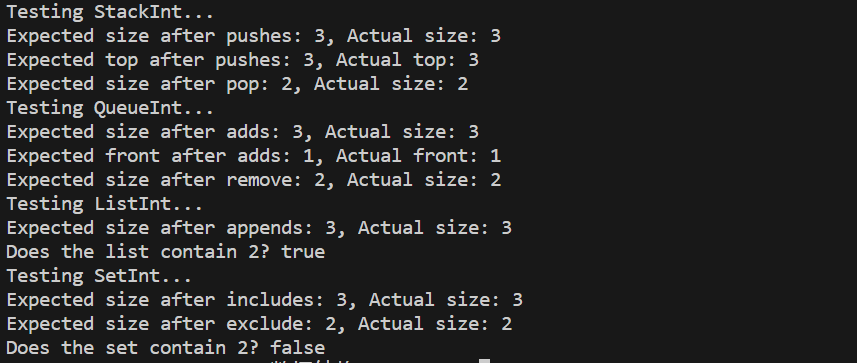 Testing StackInt...
Expected size after pushes: 3, Actual size: 3
Expected top after pushes: 3, Actual top: 3
Expected size after pop: 2, Actual size: 2
Testing QueueInt...
Expected size after adds: 3, Actual size: 3
Expected front after adds: 1, Actual front: 1
Expected size after remove: 2, Actual size: 2
Testing ListInt...
Expected size after appends: 3, Actual size: 3
Does the list contain 2? true
Testing SetInt...
Expected size after includes: 3, Actual size: 3
Expected size after exclude: 2, Actual size: 2
Does the set contain 2? false